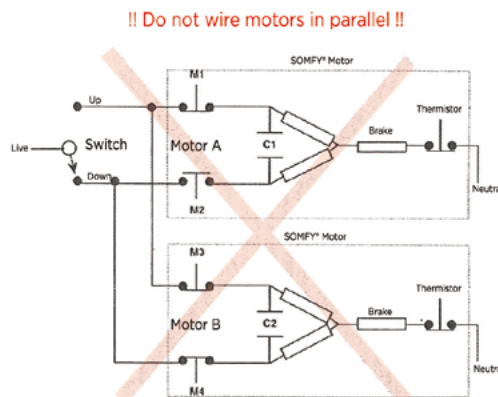 !! Do not wire motors in parallel !!
SOMFY® Motor
M1
Up
Thermistor
Live
Switch
Motor A
C1
Brake
Down
Neutra
M2
SOMFY® Motor
M3
Thermistor
Motor B
C2
Brake
Neutra
M4